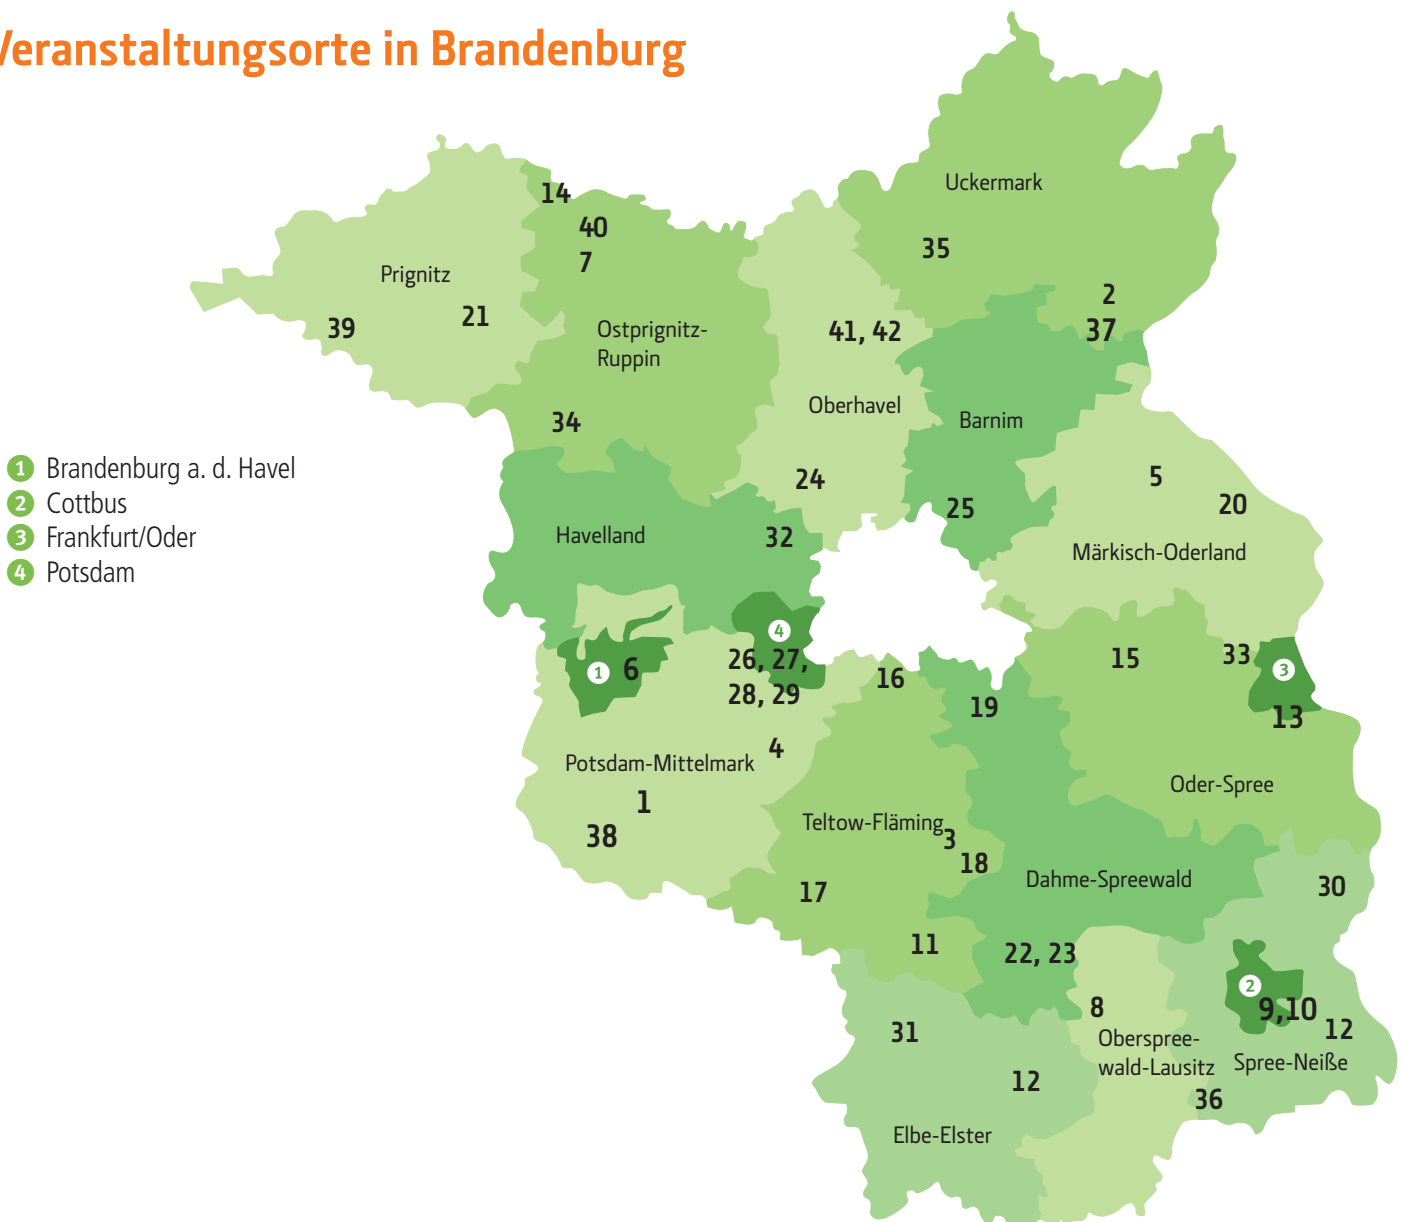 Veranstaltungsorte in Brandenburg
Uckermark
14
40
35
7
Prignitz
2
21
39
Ostprignitz-
Ruppin
41, 42
37
Oberhavel
34
Barnim
1 Brandenburg a. d. Havel
2 Cottbus
3 Frankfurt/Oder
4 Potsdam
24
5
20
25
Havelland
32
Märkisch-Oderland
4
26, 27,
28, 29
1 6
16
15
33
3
13
19
4
Potsdam-Mittelmark
1
38
Oder-Spree
Teltow-Fläming
3
18
17
Dahme-Spreewald
30
11
22, 23
2
9,10
8
12
31
Oberspree-
wald-Lausitz
Spree-Neiße
12
36
Elbe-Elster